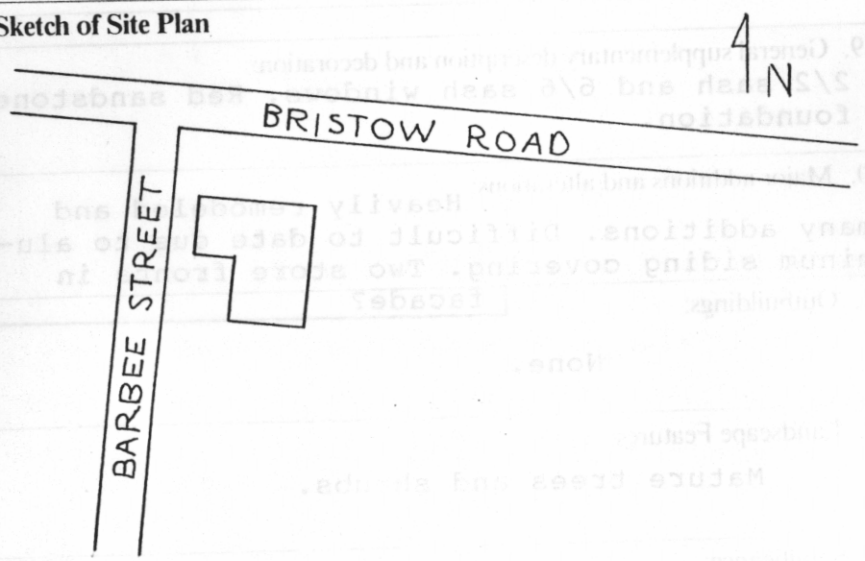 Sketch of Site Plan
N
BRISTOW ROAD
BARBEE STREET
9. General supplementary description and decoration:
2/2 sash and 6/6 sash windows. Red sandstone
foundation.
Major additions and alterations:
Heavily remodeled and
many additions. Difficult to date due to alu-
minum siding covering. Two store fronts in
facade?
Outbuildings:
None.
Landscape Features:
Mature trees and shrubs.